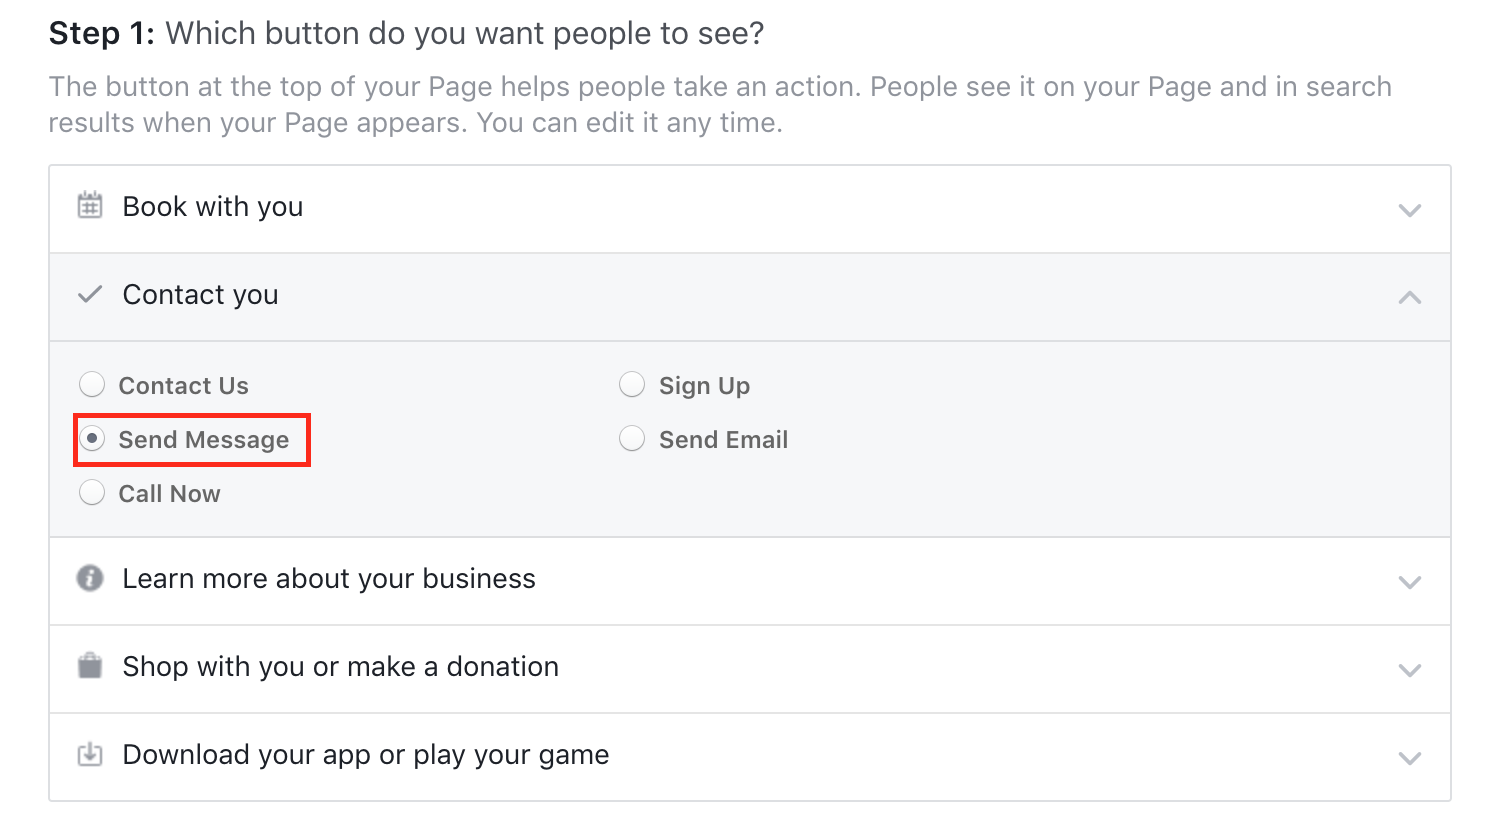 Step 1: Which button do you want people to see?
The button at the top of your Page helps people take an action. People see it on your Page and in search
results when your Page appears. You can edit it any time.
Book with you
Contact you
Contact Us
Sign Up
Send Message
Send Email
Call Now
Learn more about your business
Shop with you or make a donation
Download your app or play your game